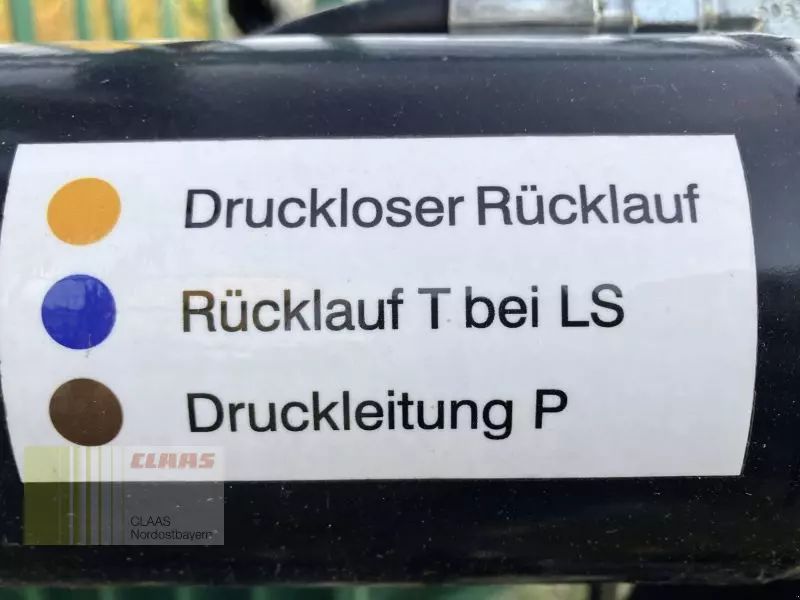 Druckloser Rücklauf
Rücklauf T bei LS
Druckleitung P
CLAAS
CLAAS
Nordostbayern